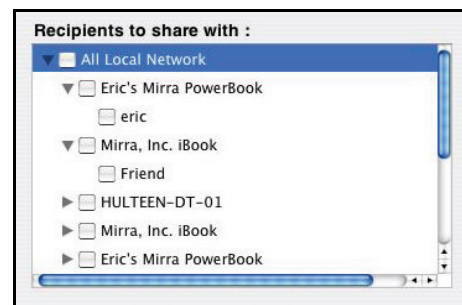 Recipients to share with :
All Local Network
Eric's Mirra PowerBook
eric
Mirra, Inc. iBook
Friend
HULTEEN-DT-01
Mirra, Inc. iBook
Eric's Mirra PowerBook